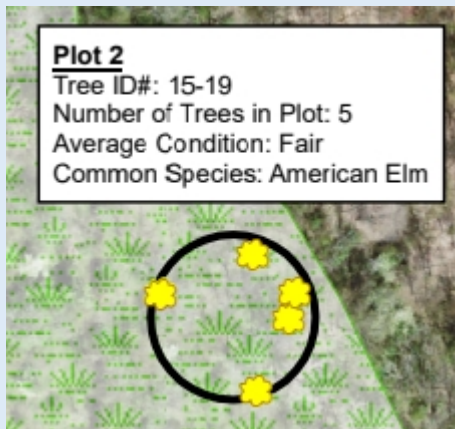 Plot 2
Tree ID#: 15-19
Number of Trees in Plot: 5
Average Condition: Fair
Common Species: American Elm